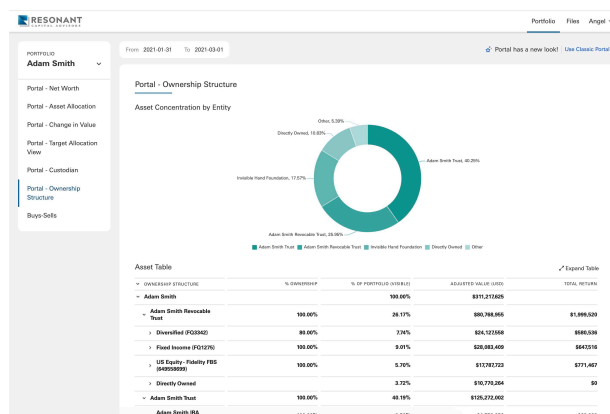 RESONANT
CAPITAL ADVISORS
Portfolio Files Angel
PORTFOLIO
Adam Smith
From 2021-01-31 To 2021-03-01
Portal has a new look! Use Classic Portal
Portal - Net Worth
Portal - Asset Allocation
Portal - Change in Value
Portal - Target Allocation
View
Portal - Custodian
Portal - Ownership
Structure
Buys-Sells
Portal - Ownership Structure
Asset Concentration by Entity
Other, 5.39%
Directly Owned, 10.83%
Adam Smith Trust, 40.25%
Invisible Hand Foundation, 17.57%
Adam Smith Revocable Trust, 25.96%
Adam Smith Trust Adam Smith Revocable Trust Invisible Hand Foundation Directly Owned Other
Asset Table Expand Table
OWNERSHIP STRUCTURE % OWNERSHIP % OF PORTFOLIO (VISIBLE) ADJUSTED VALUE (USD) TOTAL RETURN
Adam Smith 100.00% $311,217,625
Adam Smith Revocable
Trust 100.00% 26.17% $80,768,955 $1,999,520
Diversified (FQ3342) 80.00% 7.74% $24,127,558 $580,536
Fixed Income (FQ1275) 100.00% 9.01% $28,083,409 $647,516
US Equity - Fidelity FBS
(649558699) 100.00% 5.70% $17,787,723 $771,467
Directly Owned 3.72% $10,770,264 $0
Adam Smith Trust 100.00% 40.19% $125,272,002
Adam Smith IRA